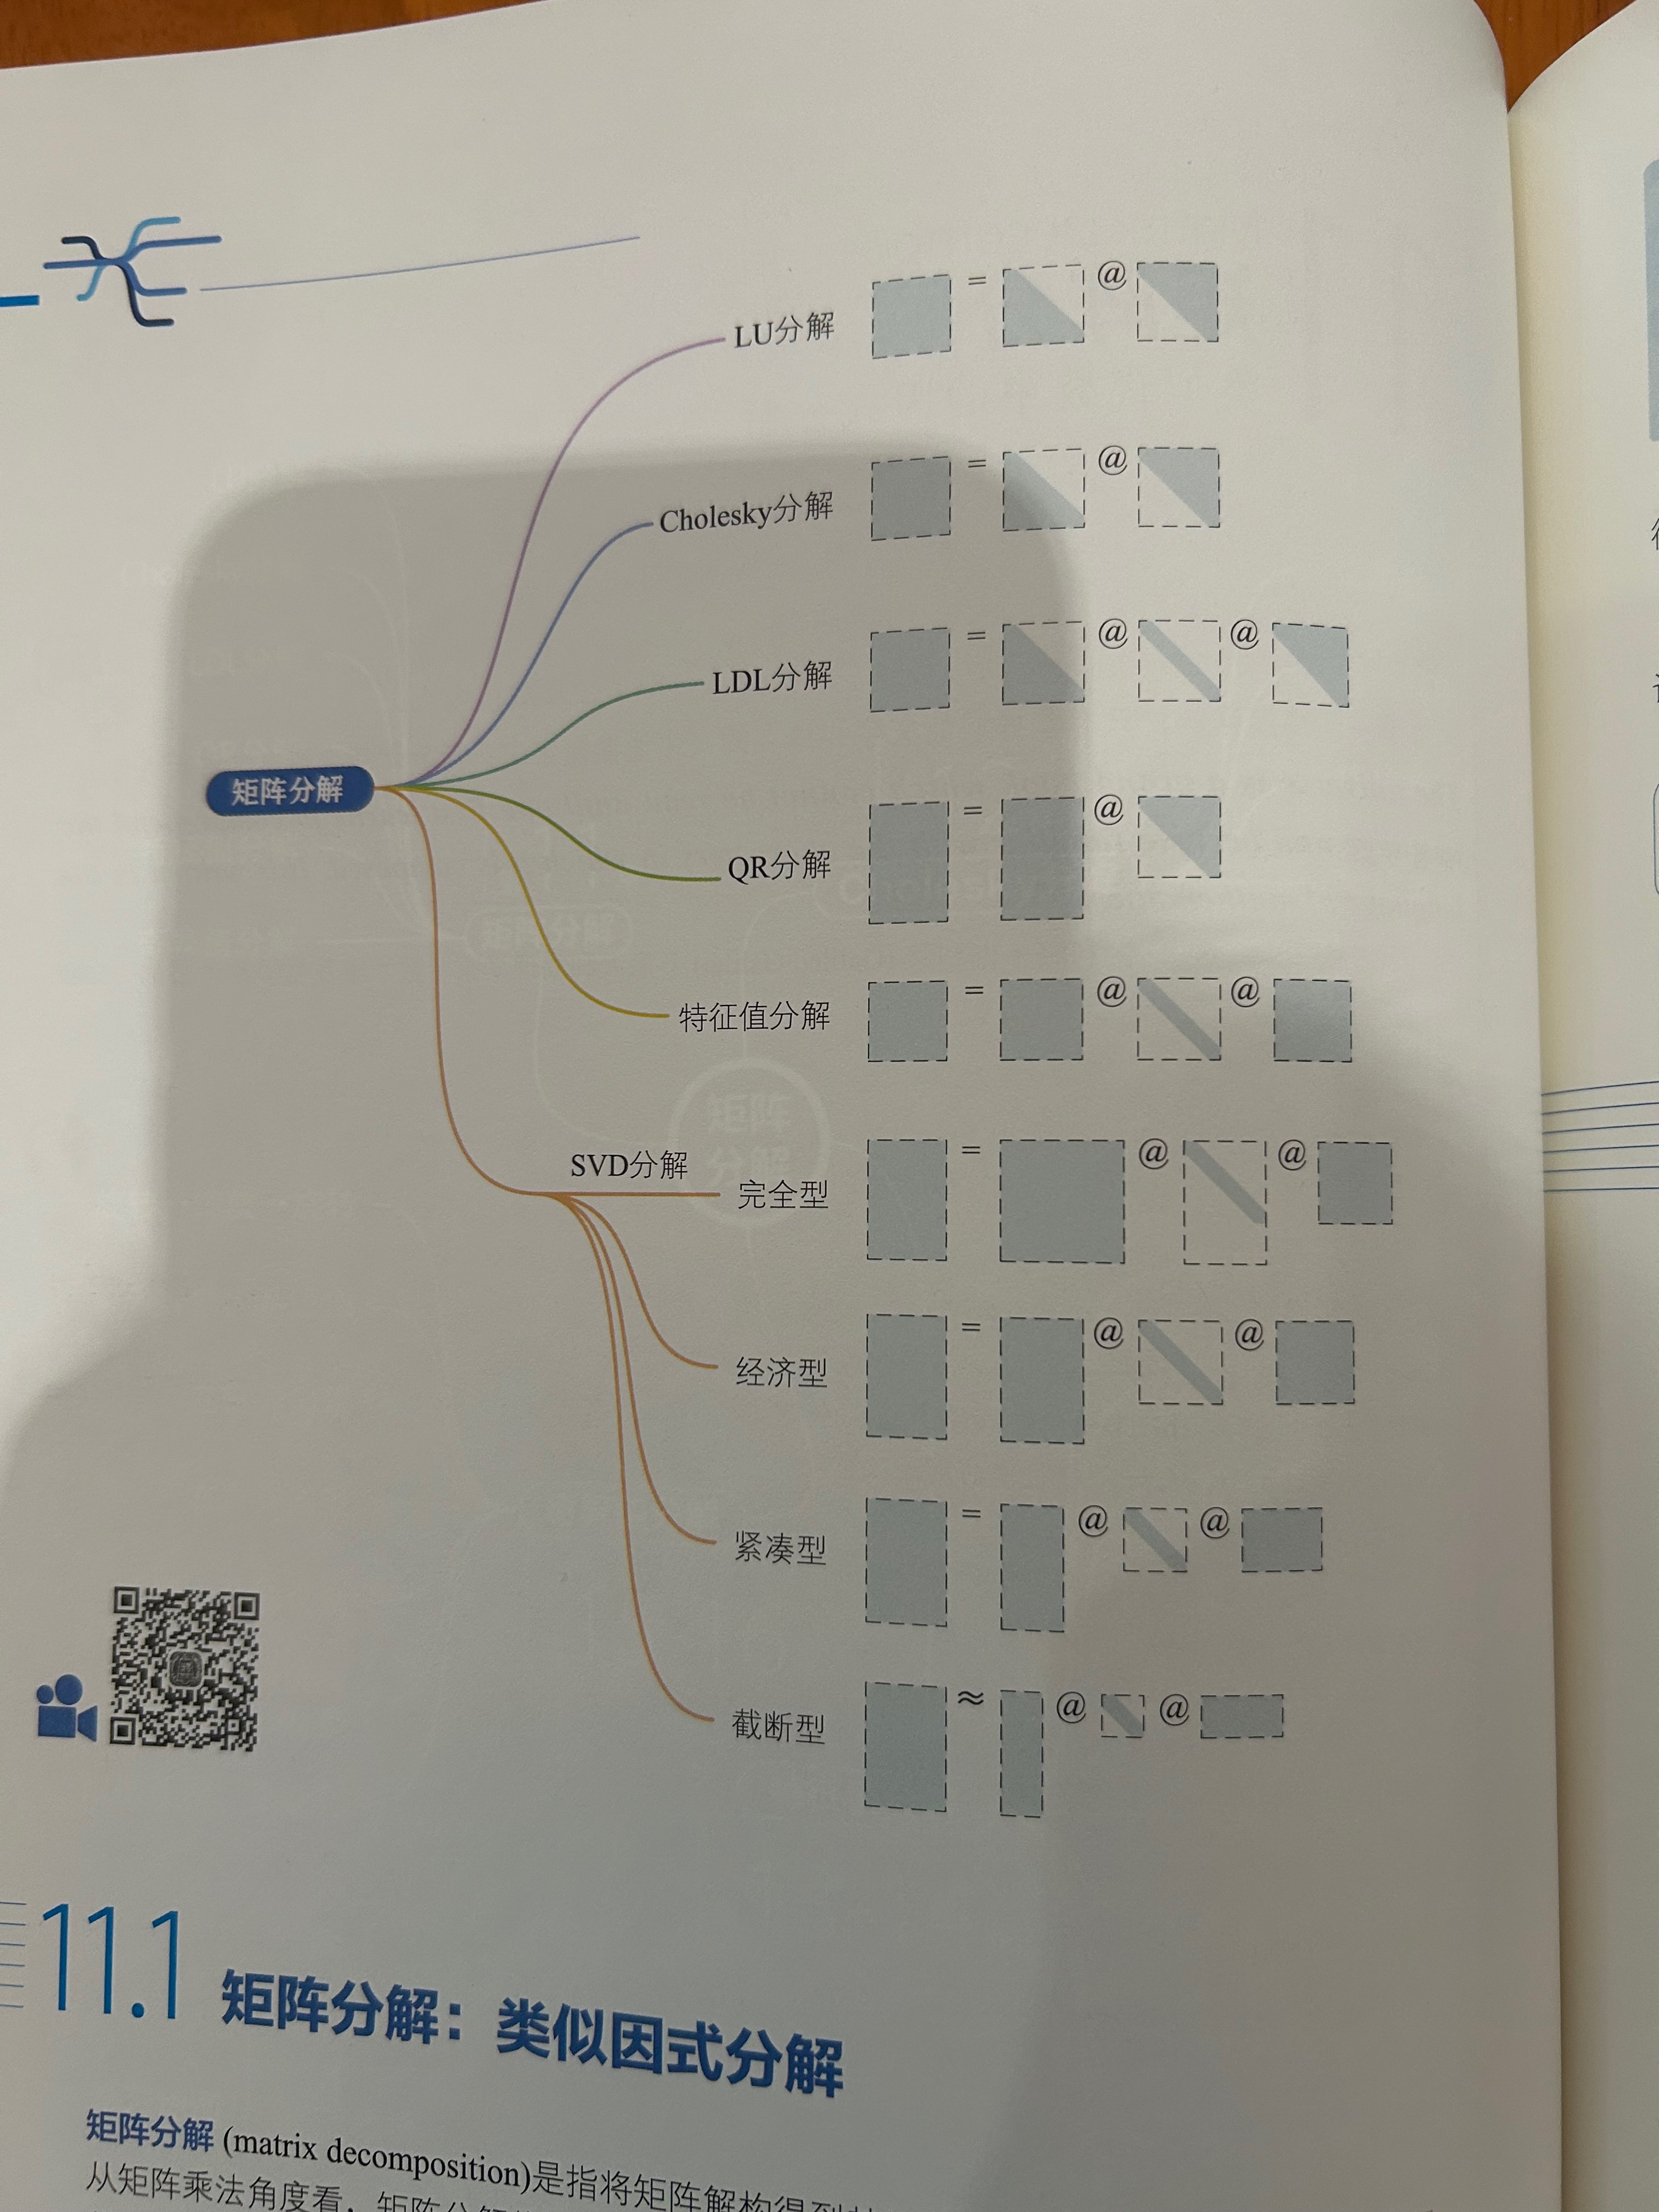 LU分解 = @
Cholesky分解 = @
LDL分解 = @ @
矩阵分解
QR分解 = @
特征值分解 = @ @
SVD分解
完全型 = @ @
经济型 = @ @
紧凑型 = @ @
截断型 ≈ @ @
11.1 矩阵分解：类似因式分解
矩阵分解 (matrix decomposition)是指将矩阵解构得到其
从矩阵乘法角度看，矩阵分解